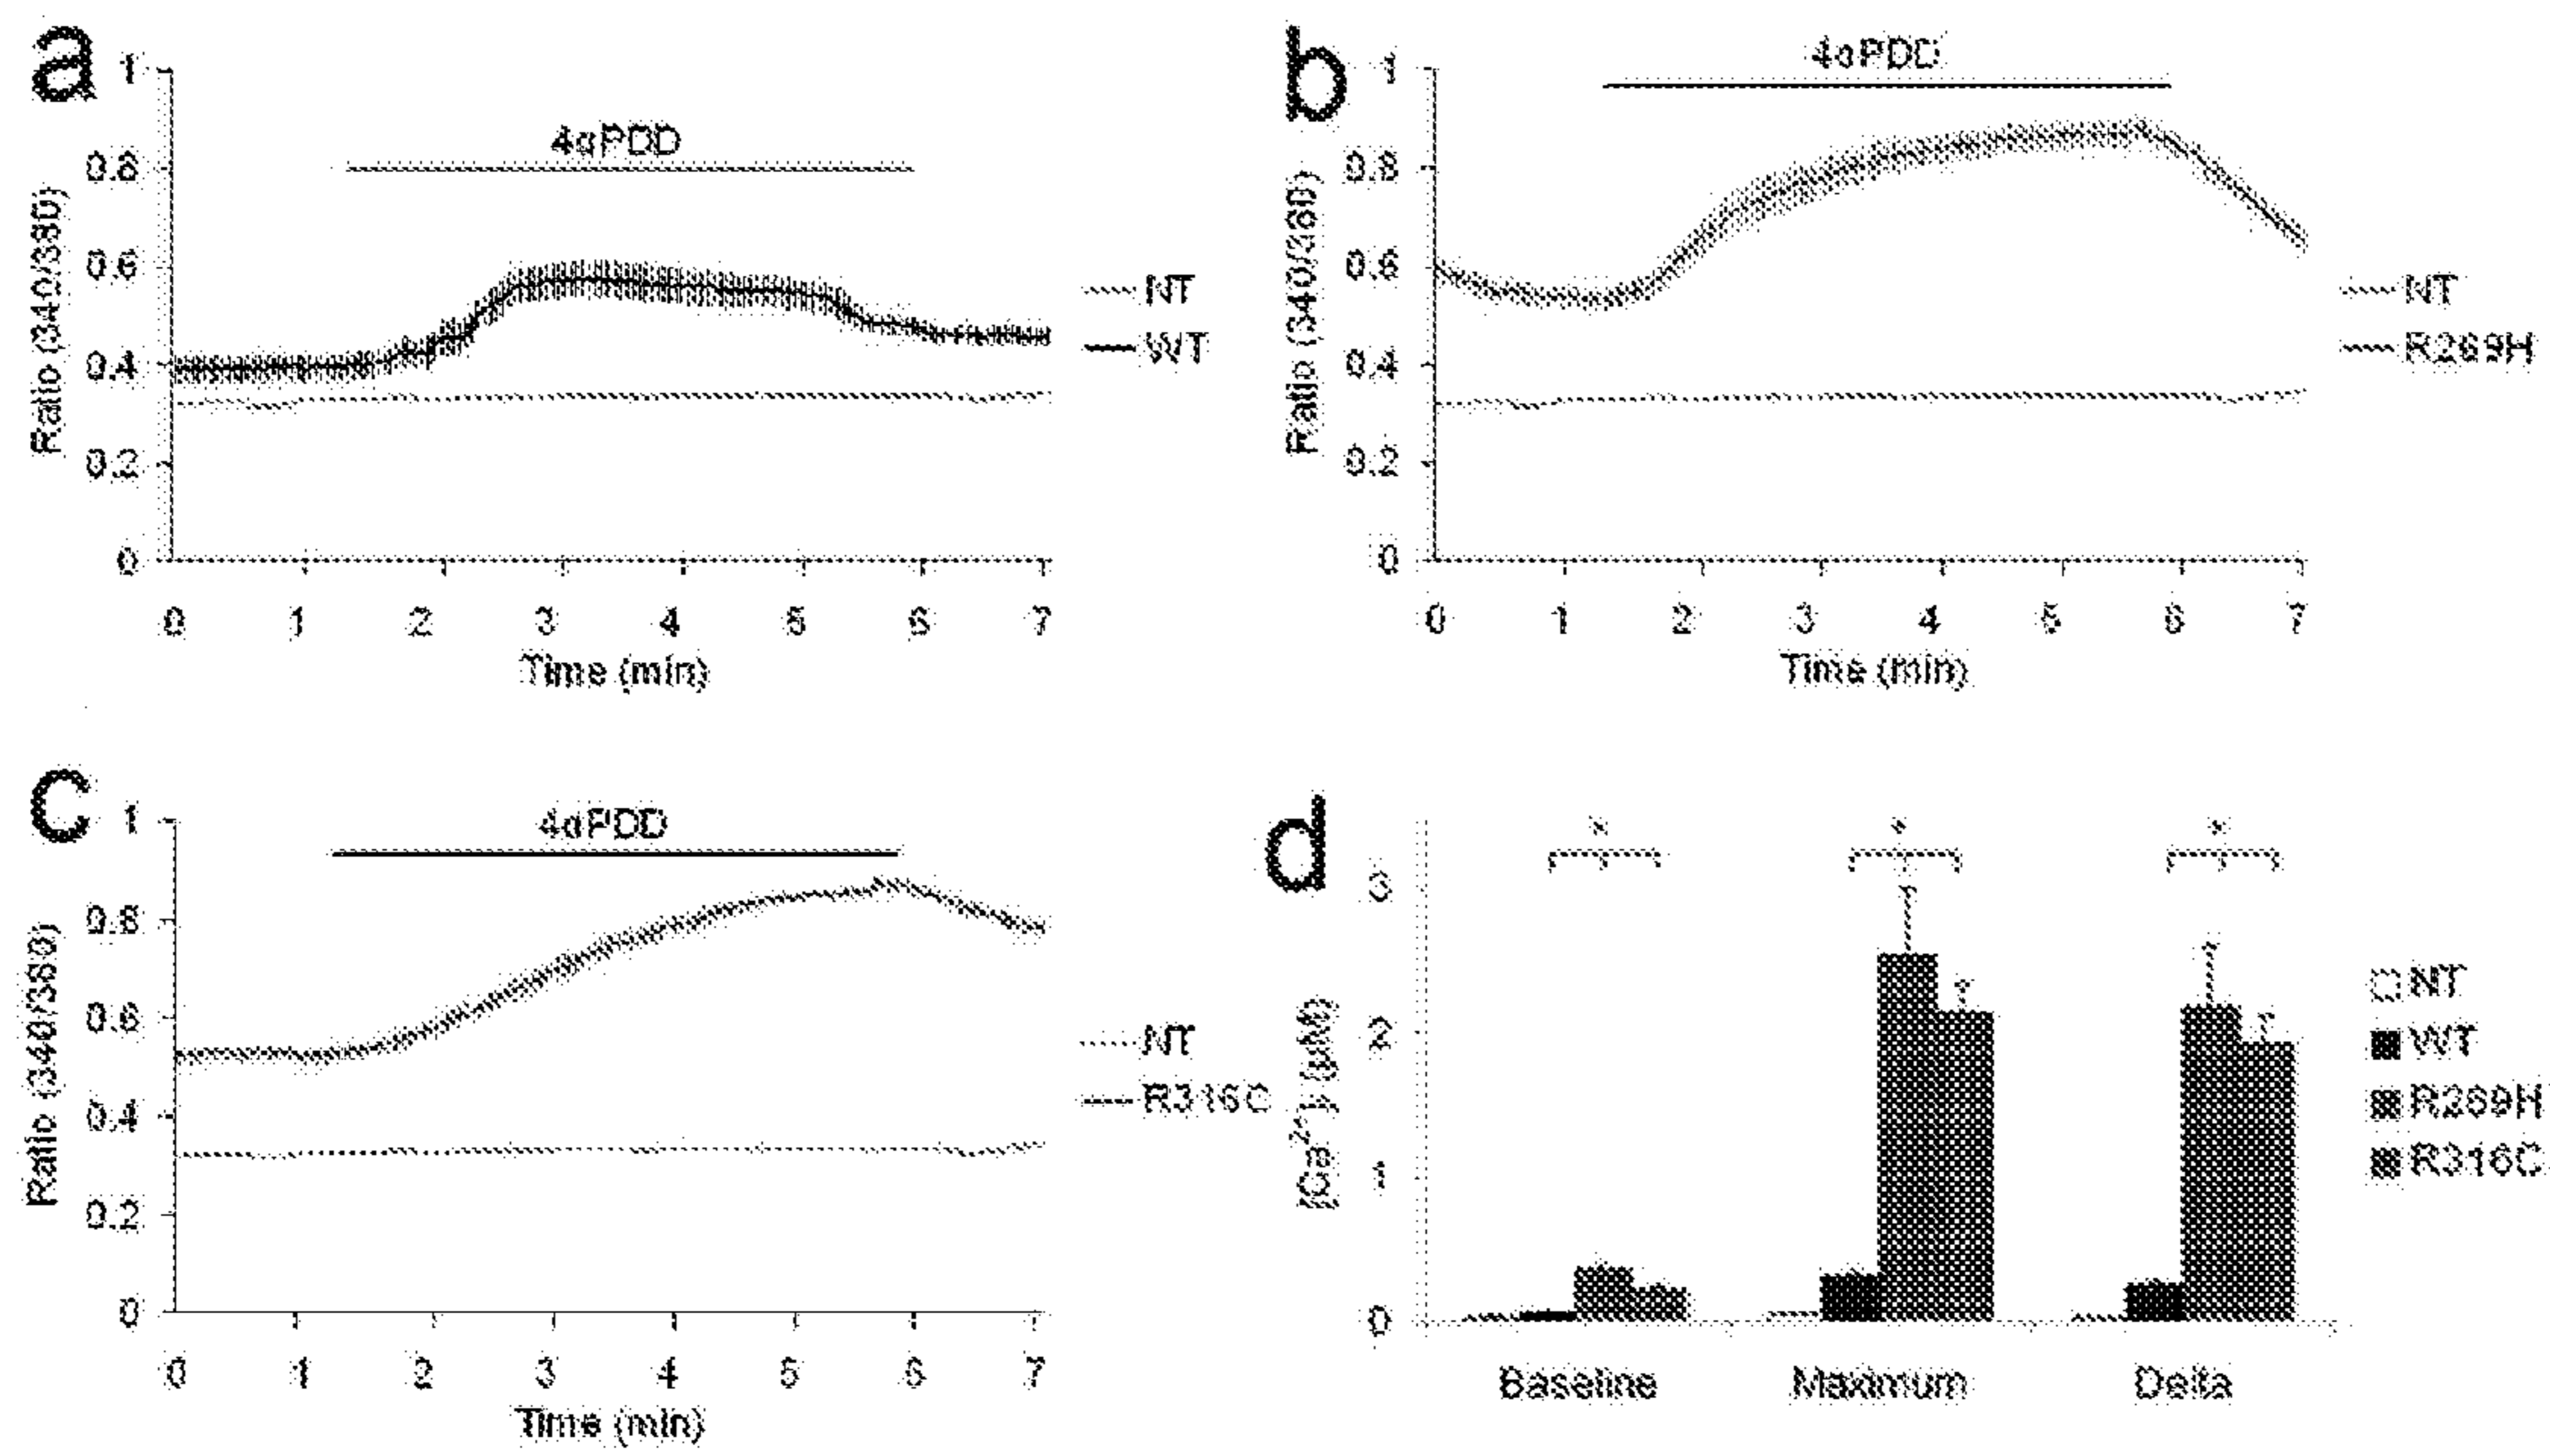 a
4αPDD
Ratio (340/380)
1
0.8
0.6
0.4
0.2
0
0 1 2 3 4 5 6 7
Time (min)
NT
WT
b
4αPDD
Ratio (340/380)
1
0.8
0.6
0.4
0.2
0
0 1 2 3 4 5 6 7
Time (min)
NT
R269H
c
4αPDD
Ratio (340/380)
1
0.8
0.6
0.4
0.2
0
0 1 2 3 4 5 6 7
Time (min)
NT
R316C
d
* * *
[Ca²⁺]ᵢ (μM)
3
2
1
0
Baseline Maximum Delta
NT
WT
R269H
R316C